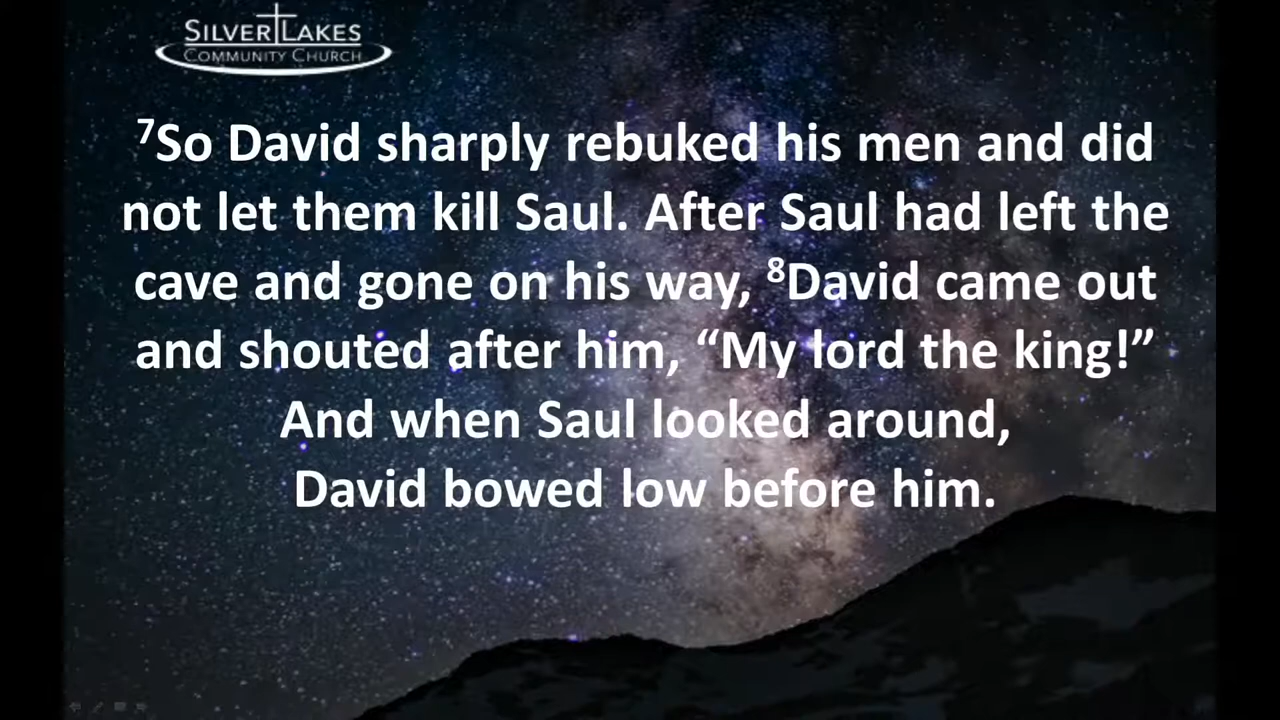 SILVER LAKES
COMMUNITY CHURCH
⁷So David sharply rebuked his men and did
not let them kill Saul. After Saul had left the
cave and gone on his way, ⁸David came out
and shouted after him, “My lord the king!”
And when Saul looked around,
David bowed low before him.